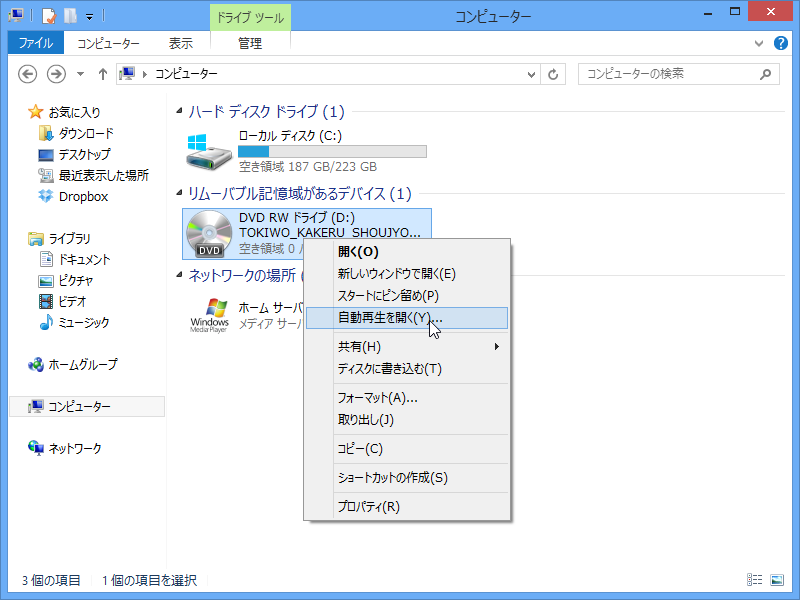 ドライブ ツール
コンピューター
ファイル
コンピューター
表示
管理
コンピューター
コンピューターの検索
お気に入り
ダウンロード
デスクトップ
最近表示した場所
Dropbox
ライブラリ
ドキュメント
ピクチャ
ビデオ
ミュージック
ホームグループ
コンピューター
ネットワーク
ハード ディスク ドライブ (1)
ローカル ディスク (C:)
空き領域 187 GB/223 GB
リムーバブル記憶域があるデバイス (1)
DVD
DVD RW ドライブ (D:)
TOKIWO_KAKERU_SHOUJYO...
空き領域 0 /
ネットワークの場所 (
Windows
Media Player
ホーム サーバ
メディア サー
開く(O)
新しいウィンドウで開く(E)
スタートにピン留め(P)
自動再生を開く(Y)...
共有(H)
ディスクに書き込む(T)
フォーマット(A)...
取り出し(J)
コピー(C)
ショートカットの作成(S)
プロパティ(R)
3 個の項目
1 個の項目を選択